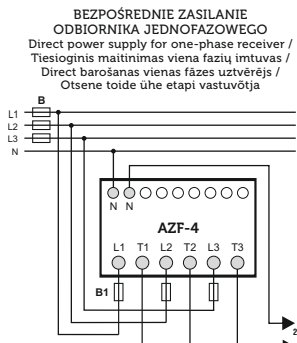 BEZPOŚREDNIE ZASILANIE
ODBIORNIKA JEDNOFAZOWEGO
Direct power supply for one-phase receiver /
Tiesioginis maitinimas viena fazių imtuvas /
Direct barošanas vienas fāzes uztvērējs /
Otsene toide ühe etapi vastuvõtja
B
L1
L2
L3
N
N N
AZF-4
L1 T1 L2 T2 L3 T3
B1
2